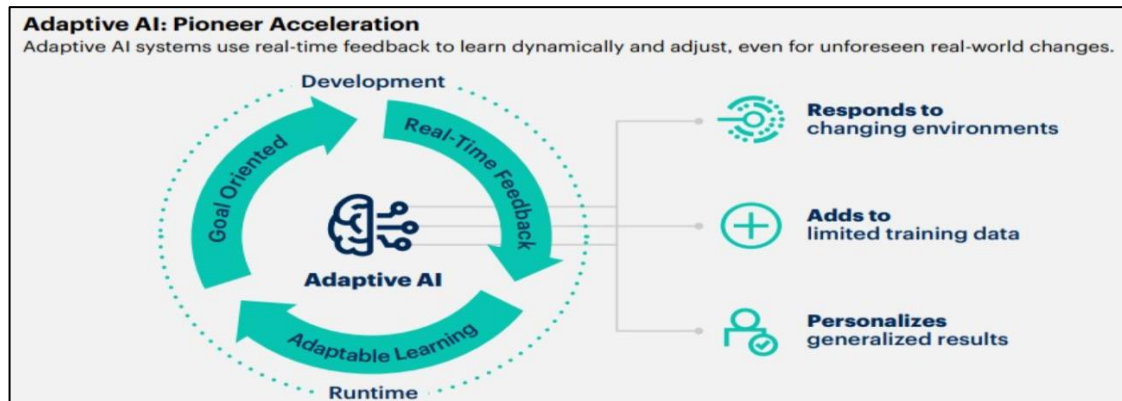 Adaptive AI: Pioneer Acceleration
Adaptive AI systems use real-time feedback to learn dynamically and adjust, even for unforeseen real-world changes.
Development
Goal Oriented
Real-Time Feedback
Adaptive AI
Adaptable Learning
Runtime
Responds to
changing environments
Adds to
limited training data
Personalizes
generalized results